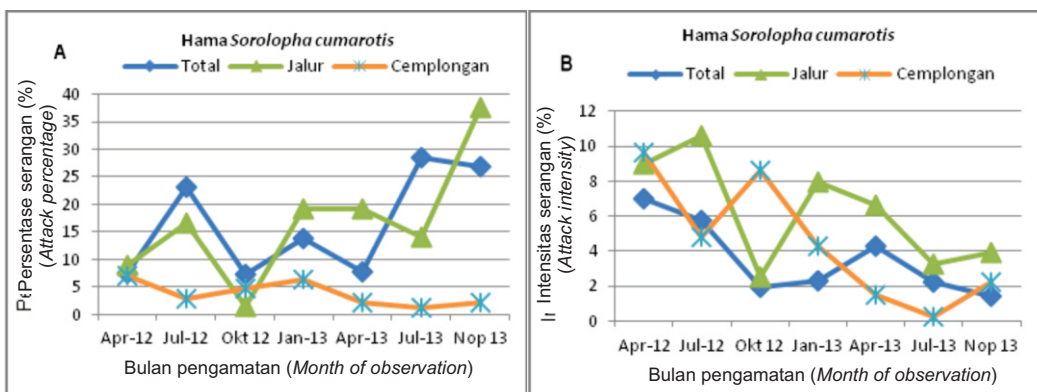 A
Hama Sorolopha cumarotis
Total Jalur Cemplongan
Persentase serangan (%)
(Attack percentage)
40
35
30
25
20
15
10
5
0
Apr-12 Jul-12 Okt 12 Jan-13 Apr-13 Jul-13 Nop 13
Bulan pengamatan (Month of observation)
B
Hama Sorolopha cumarotis
Total Jalur Cemplongan
Intensitas serangan (%)
(Attack intensity)
12
10
8
6
4
2
0
Apr-12 Jul-12 Okt 12 Jan-13 Apr-13 Jul-13 Nop 13
Bulan pengamatan (Month of observation)